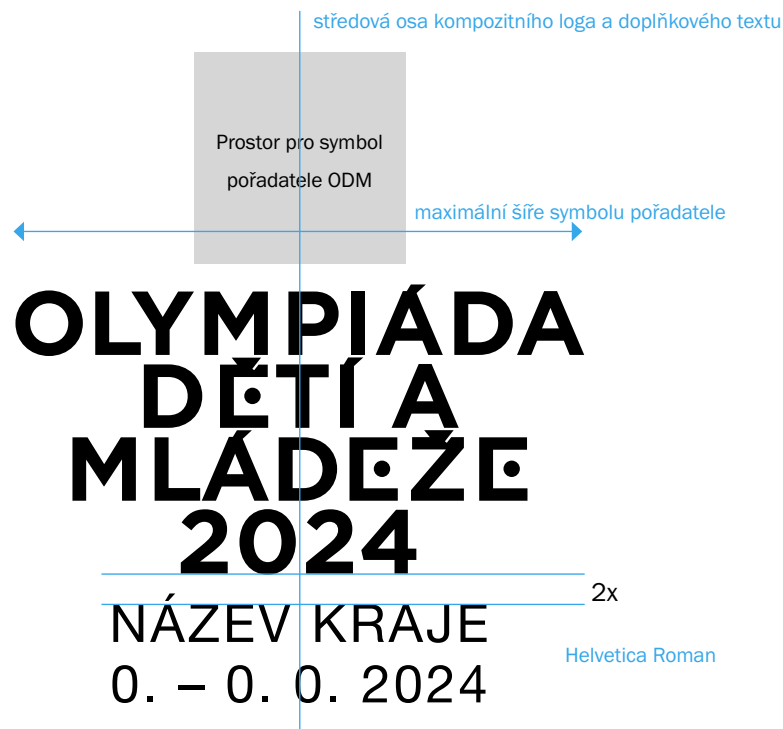 středová osa kompozitního loga a doplňkového textu
Prostor pro symbol
pořadatele ODM
maximální šíře symbolu pořadatele
OLYMPIÁDA
DĚTÍ A
MLÁDEŽE
2024
2x
NÁZEV KRAJE
Helvetica Roman
0. – 0. 0. 2024